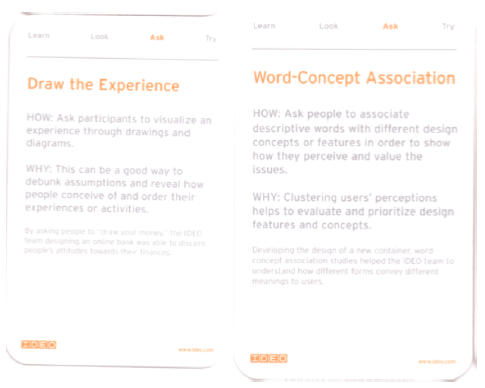 Learn Look Ask Try
Draw the Experience
HOW: Ask participants to visualize an
experience through drawings and
diagrams.
WHY: This can be a good way to
debunk assumptions and reveal how
people conceive of and order their
experiences or activities.
By asking people to "draw your money," the IDEO
team designing an online bank was able to discern
people's attitudes towards their finances.
IDEO www.ideo.com
Learn Look Ask Try
Word-Concept Association
HOW: Ask people to associate
descriptive words with different design
concepts or features in order to show
how they perceive and value the
issues.
WHY: Clustering users' perceptions
helps to evaluate and prioritize design
features and concepts.
Developing the design of a new container, word-
concept association studies helped the IDEO team to
understand how different forms convey different
meanings to users.
IDEO www.ideo.com